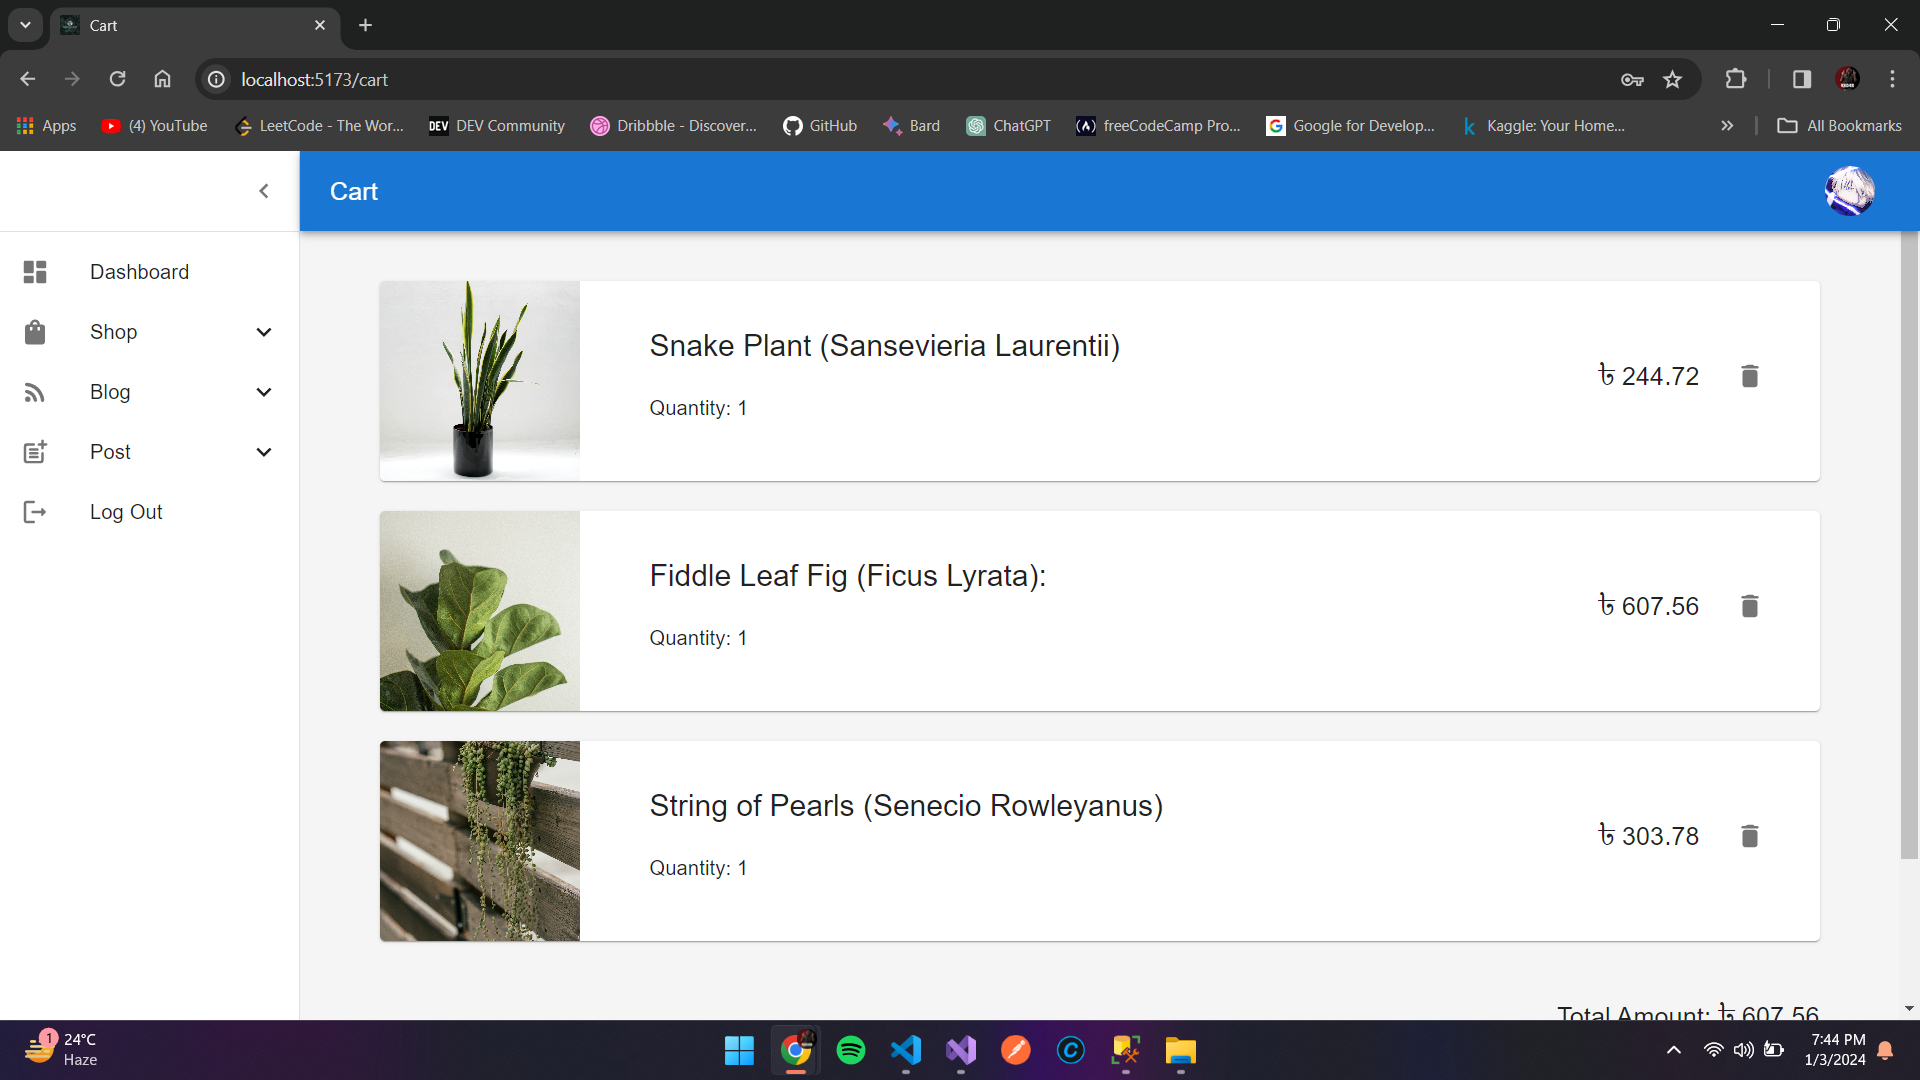 Cart
localhost:5173/cart
Apps
(4) YouTube
LeetCode - The Wor...
DEV
DEV Community
Dribbble - Discover...
GitHub
Bard
ChatGPT
freeCodeCamp Pro...
Google for Develop...
Kaggle: Your Home...
All Bookmarks
Cart
Dashboard
Shop
Blog
Post
Log Out
Snake Plant (Sansevieria Laurentii)
Quantity: 1
৳ 244.72
Fiddle Leaf Fig (Ficus Lyrata):
Quantity: 1
৳ 607.56
String of Pearls (Senecio Rowleyanus)
Quantity: 1
৳ 303.78
Total Amount: ৳ 607.56
1
24°C
Haze
7:44 PM
1/3/2024